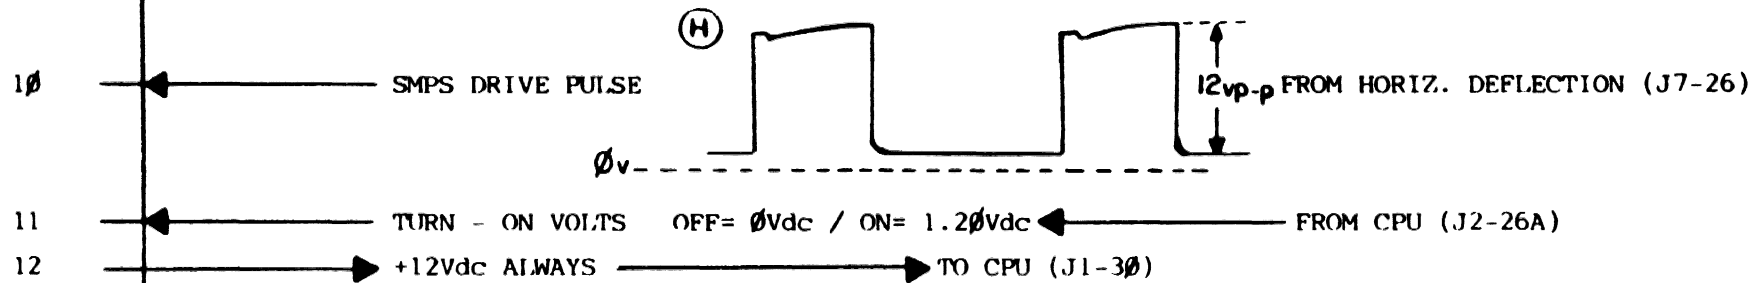 H
1Ø SMPS DRIVE PULSE 12vp-p FROM HORIZ. DEFLECTION (J7-26)
Øv
11 TURN - ON VOLTS OFF= ØVdc / ON= 1.2ØVdc FROM CPU (J2-26A)
12 +12Vdc ALWAYS TO CPU (J1-3Ø)